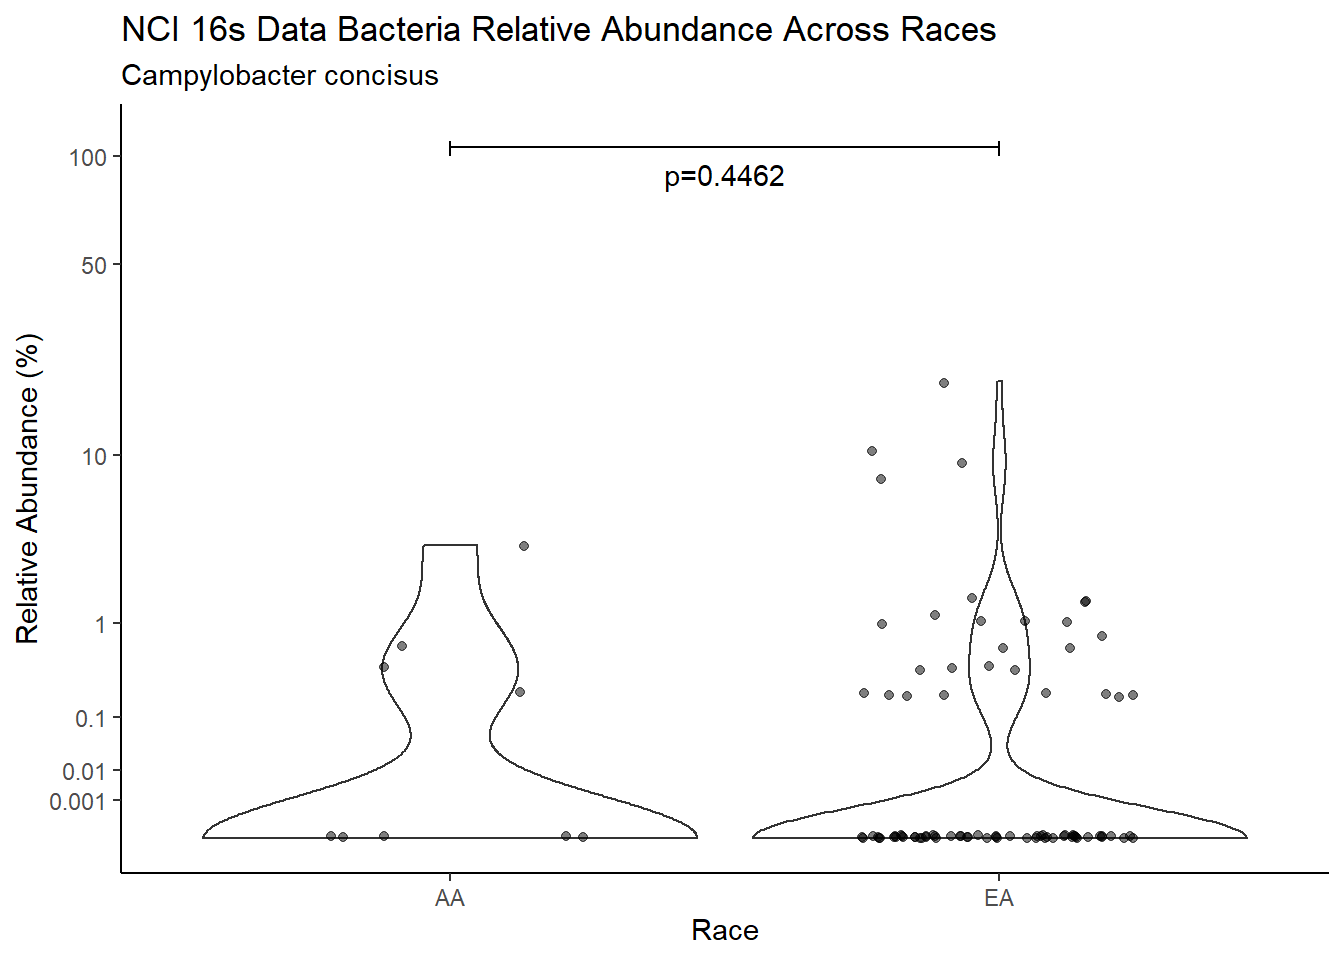 NCI 16s Data Bacteria Relative Abundance Across Races
Campylobacter concisus
100
50
10
1
0.1
0.01
0.001
Relative Abundance (%)
p=0.4462
AA
EA
Race